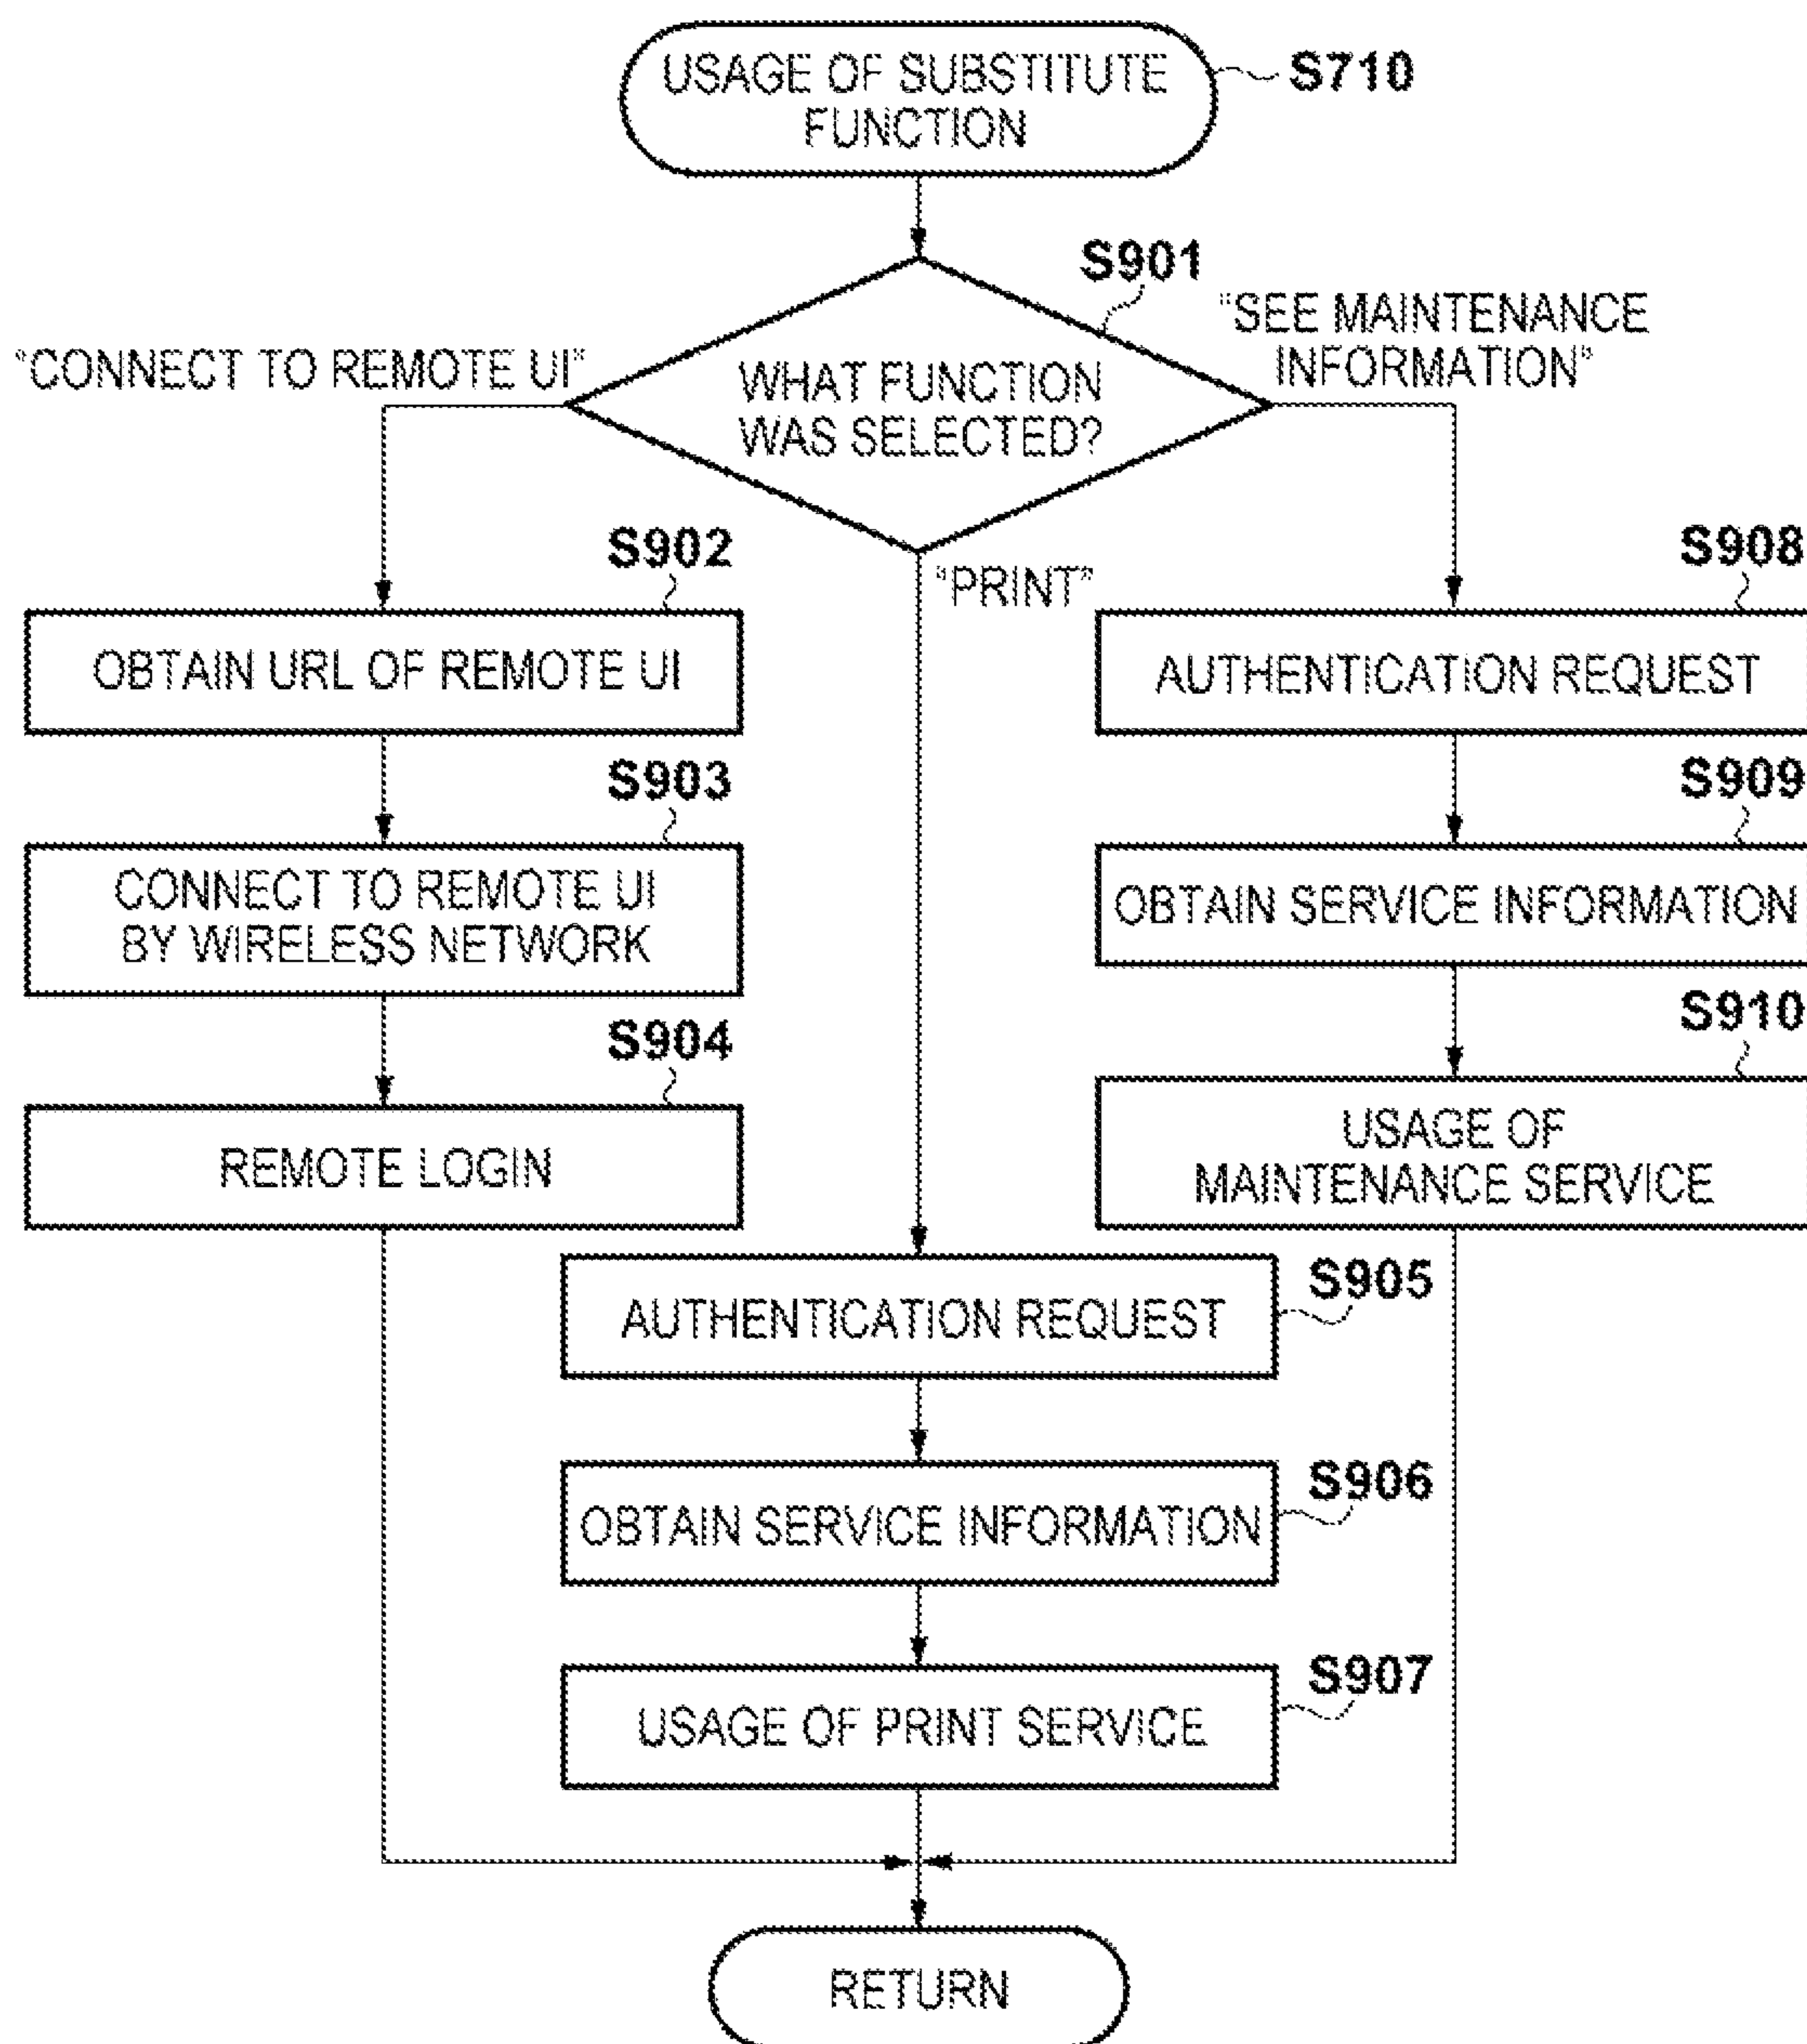 USAGE OF SUBSTITUTE
FUNCTION
S710
S901
"SEE MAINTENANCE
INFORMATION"
"CONNECT TO REMOTE UI"
WHAT FUNCTION
WAS SELECTED?
"PRINT"
S902
OBTAIN URL OF REMOTE UI
S903
CONNECT TO REMOTE UI
BY WIRELESS NETWORK
S904
REMOTE LOGIN
S908
AUTHENTICATION REQUEST
S909
OBTAIN SERVICE INFORMATION
S910
USAGE OF
MAINTENANCE SERVICE
S905
AUTHENTICATION REQUEST
S906
OBTAIN SERVICE INFORMATION
S907
USAGE OF PRINT SERVICE
RETURN